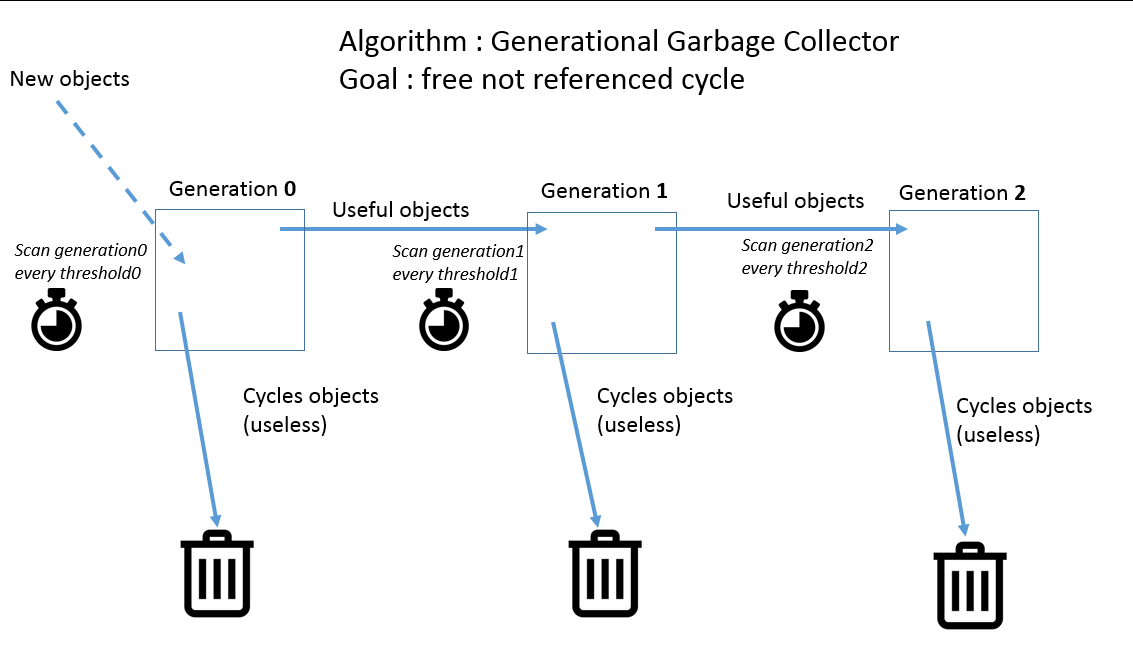 Algorithm : Generational Garbage Collector
Goal : free not referenced cycle
New objects
Generation 0
Useful objects
Generation 1
Useful objects
Generation 2
Scan generation0
every threshold0
Scan generation1
every threshold1
Scan generation2
every threshold2
Cycles objects
(useless)
Cycles objects
(useless)
Cycles objects
(useless)